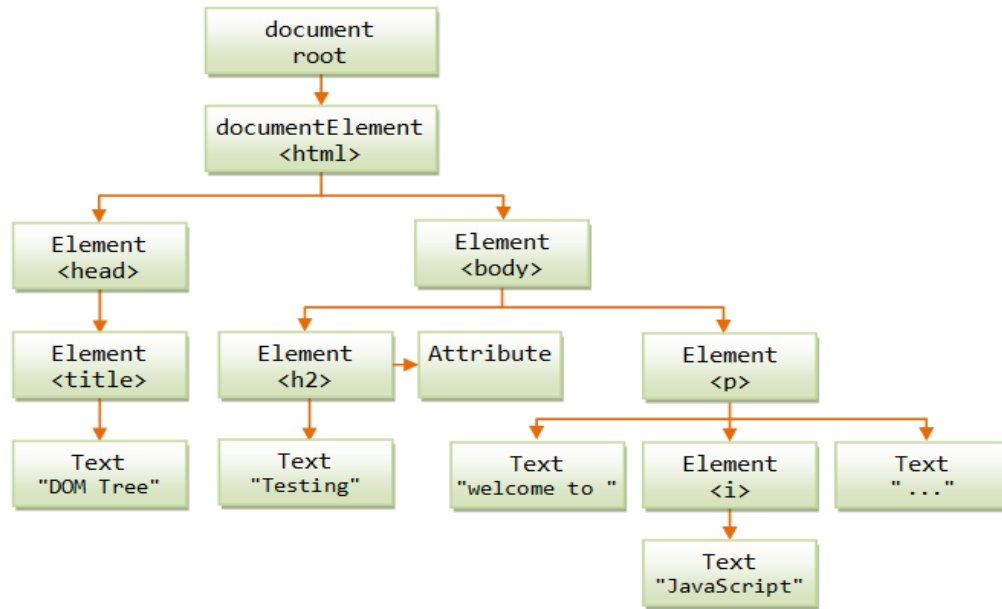 document
root
documentElement
<html>
Element
<head>
Element
<body>
Element
<title>
Element
<h2>
Attribute
Element
<p>
Text
"DOM Tree"
Text
"Testing"
Text
"welcome to "
Element
<i>
Text
" ..."
Text
"JavaScript"